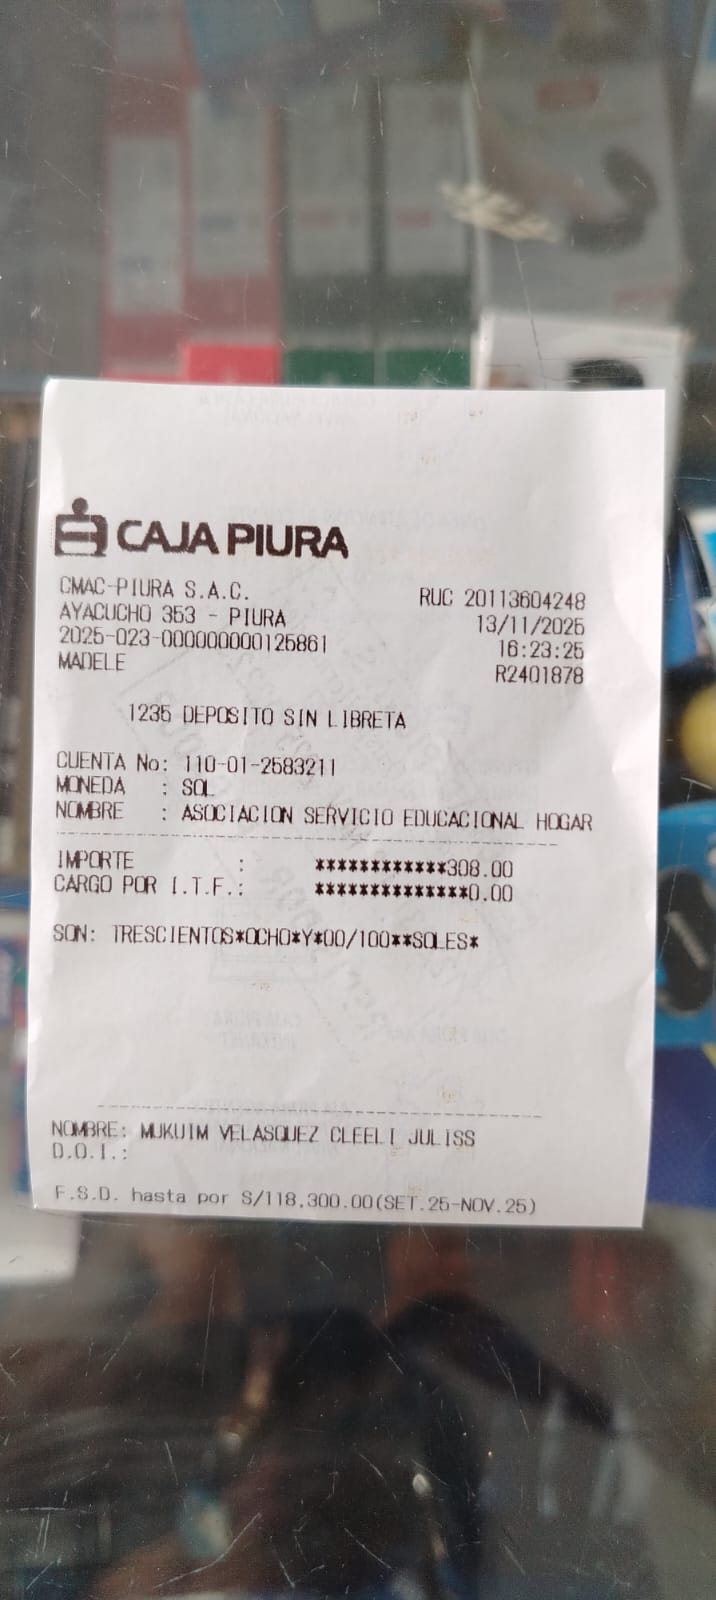 CAJA PIURA
CMAC-PIURA S.A.C. RUC 20113604248
AYACUCHO 353 - PIURA 13/11/2025
2025-023-000000000125861 16:23:25
MADELE R2401878
1235 DEPOSITO SIN LIBRETA
CUENTA No: 110-01-2583211
MONEDA : SOL
NOMBRE : ASOCIACION SERVICIO EDUCACIONAL HOGAR
IMPORTE : ************308.00
CARGO POR I.T.F.: **************0.00
SON: TRESCIENTOS*OCHO*Y*00/100**SOLES*
NOMBRE: MUKUIM VELASQUEZ CLEELI JULISS
D.O.I.:
F.S.D. hasta por S/118,300.00(SET.25-NOV.25)